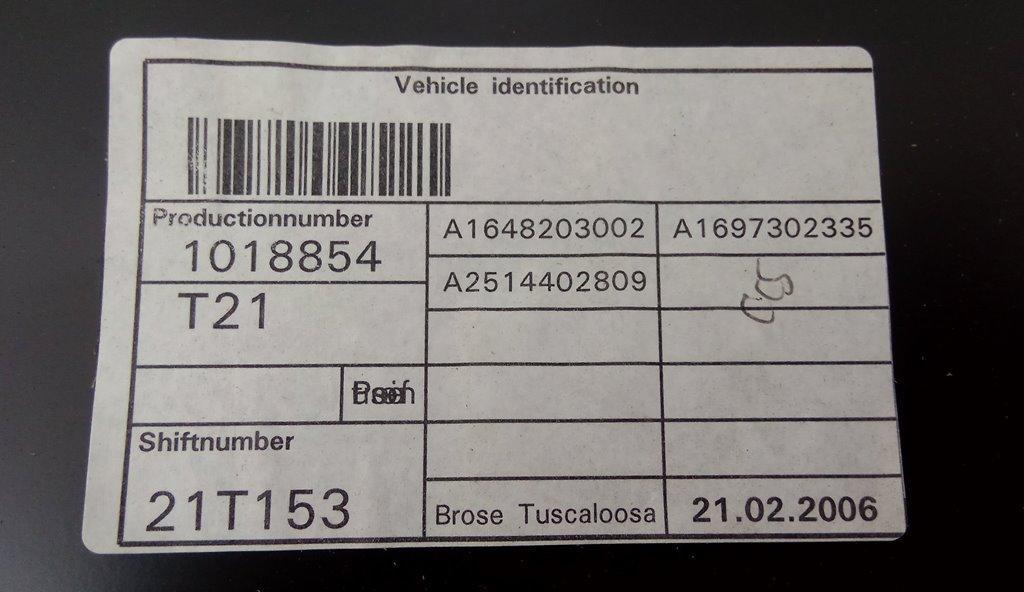 Vehicle identification
Productionnumber
1018854
A1648203002
A1697302335
T21
A2514402809
Shiftnumber
21T153
Brose Tuscaloosa
21.02.2006